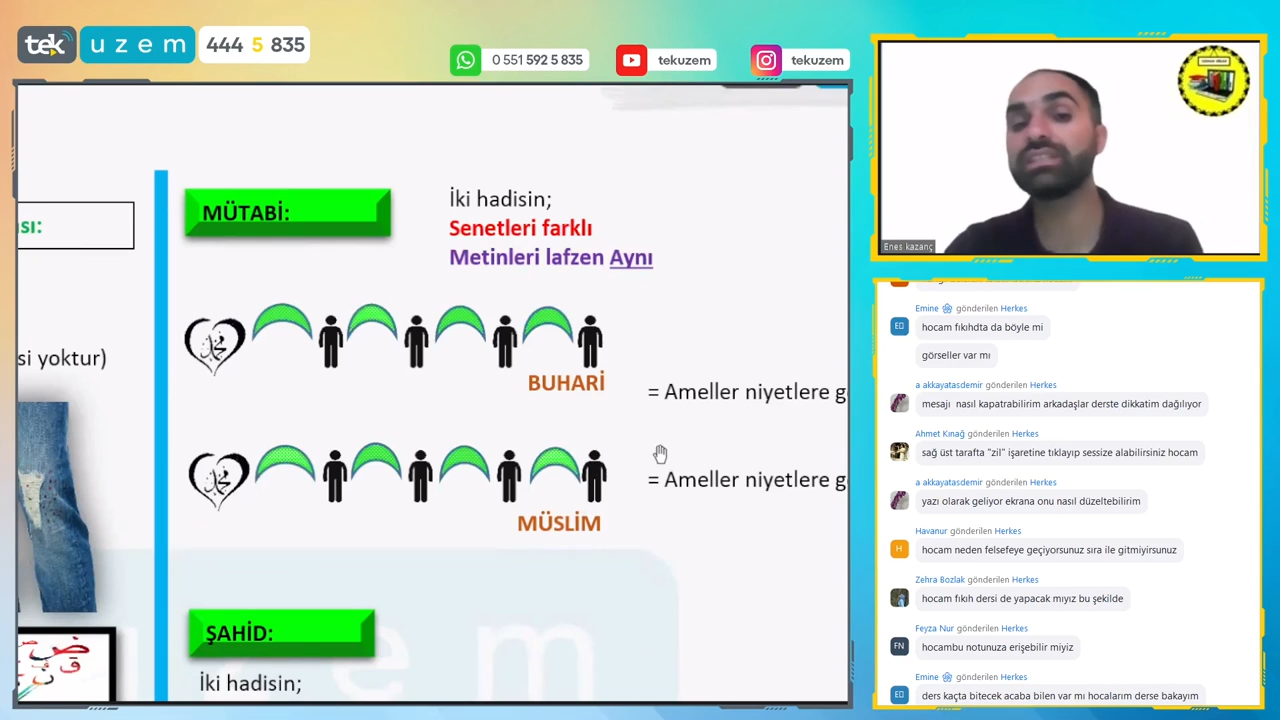 tek
uzem
444 5 835
0 551 592 5 835
tekuzem
tekuzem
sı:
si yoktur)
MÜTABİ:
İki hadisin;
Senetleri farklı
Metinleri lafzen Aynı
BUHARİ
= Ameller niyetlere g
MÜSLİM
= Ameller niyetlere g
ŞAHİD:
İki hadisin;
Enes kazanç
Emine gönderilen Herkes
hocam fıkıhdta da böyle mi
görseller var mı
a akkayatasdemir gönderilen Herkes
mesajı nasıl kapatrabilirim arkadaşlar derste dikkatim dağılıyor
Ahmet Kınağ gönderilen Herkes
sağ üst tarafta "zil" işaretine tıklayıp sessize alabilirsiniz hocam
a akkayatasdemir gönderilen Herkes
yazı olarak geliyor ekrana onu nasıl düzeltebilirim
Havanur gönderilen Herkes
H
hocam neden felsefeye geçiyorsunuz sıra ile gitmiyirsunuz
Zehra Bozlak gönderilen Herkes
hocam fıkıh dersi de yapacak mıyız bu şekilde
Feyza Nur gönderilen Herkes
FN
hocambu notunuza erişebilir miyiz
Emine gönderilen Herkes
ders kaçta bitecek acaba bilen var mı hocalarım derse bakayım